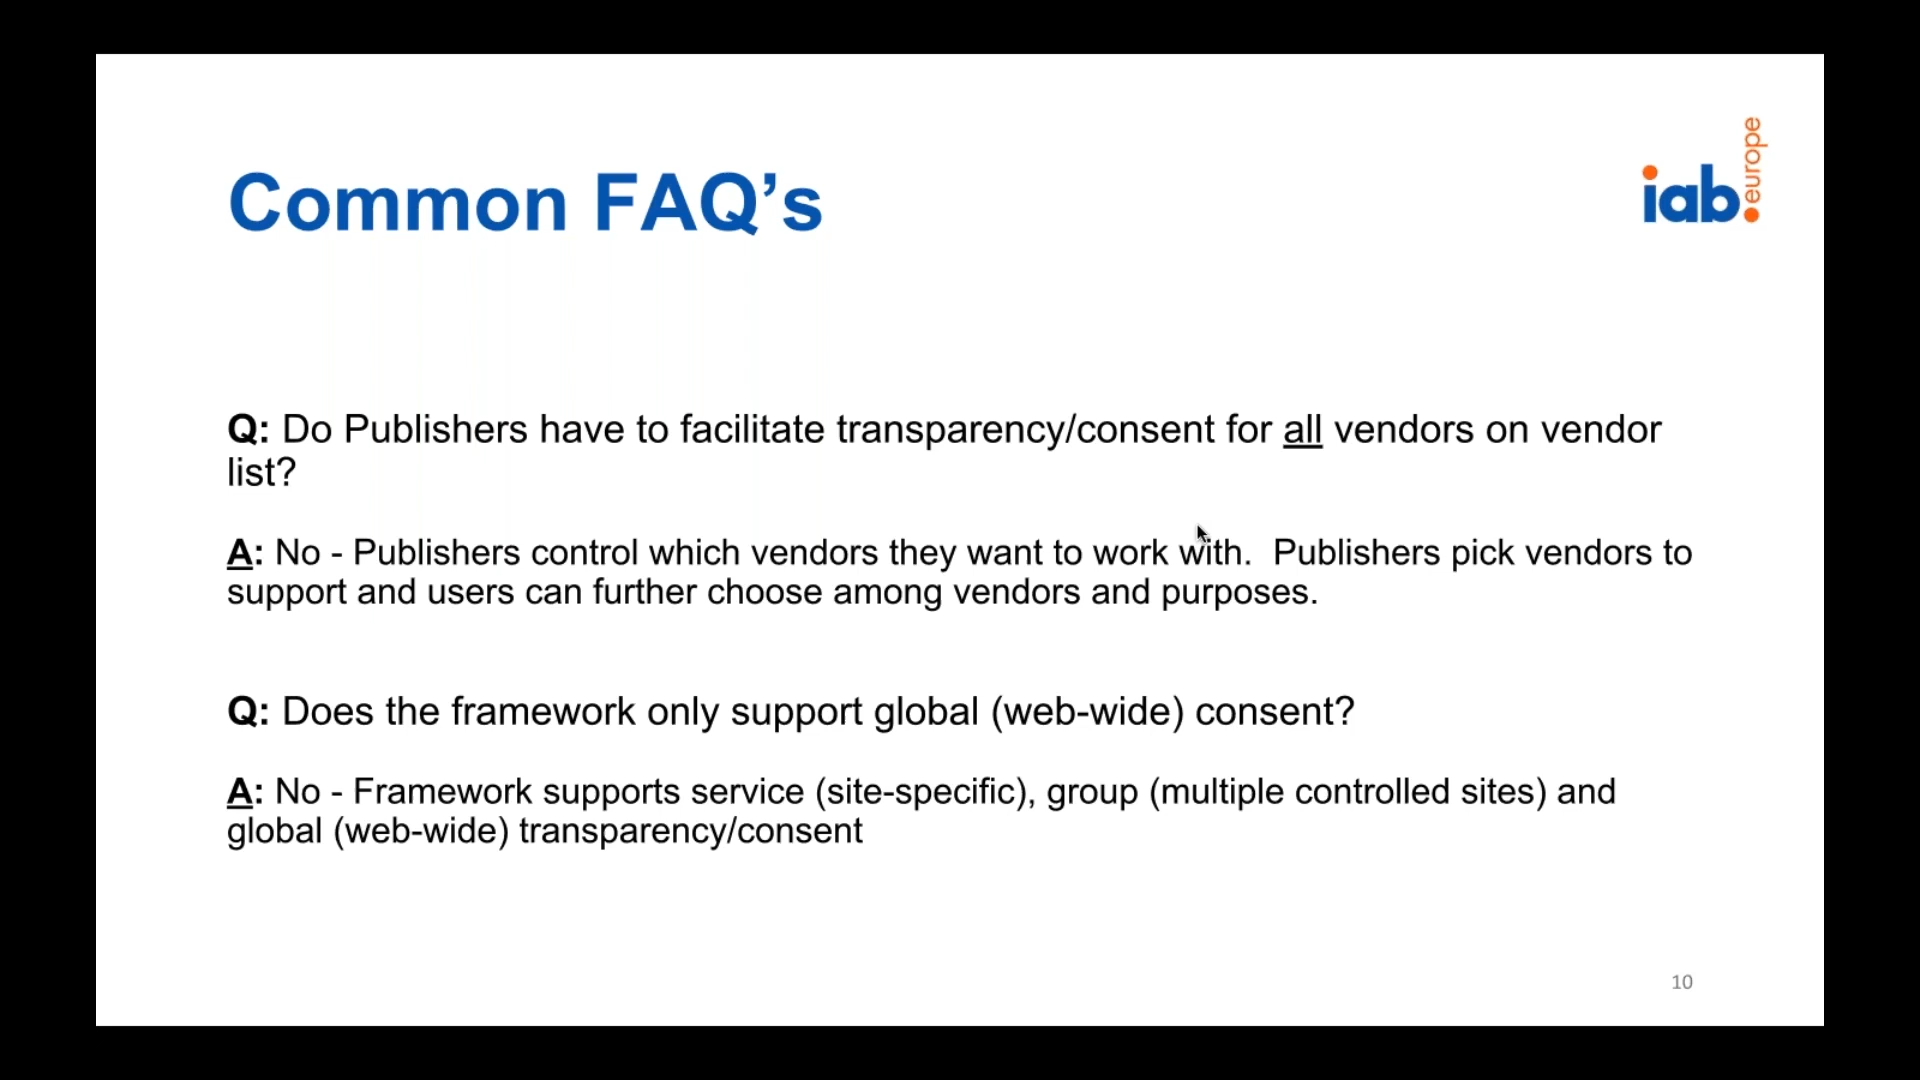 Common FAQ’s
iab
europe
Q: Do Publishers have to facilitate transparency/consent for all vendors on vendor
list?
A: No - Publishers control which vendors they want to work with.  Publishers pick vendors to
support and users can further choose among vendors and purposes.
Q: Does the framework only support global (web-wide) consent?
A: No - Framework supports service (site-specific), group (multiple controlled sites) and
global (web-wide) transparency/consent
10